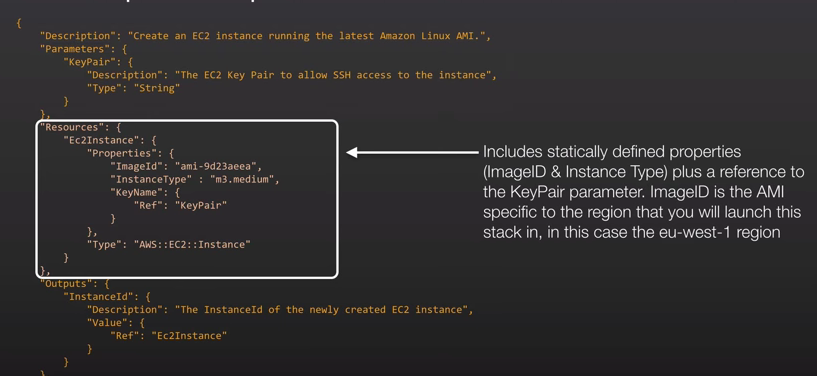 {
"Description": "Create an EC2 instance running the latest Amazon Linux AMI.",
"Parameters": {
"KeyPair": {
"Description": "The EC2 Key Pair to allow SSH access to the instance",
"Type": "String"
}
},
"Resources": {
"Ec2Instance": {
"Properties": {
"ImageId": "ami-9d23aeea",
"InstanceType" : "m3.medium",
"KeyName": {
"Ref": "KeyPair"
}
},
"Type": "AWS::EC2::Instance"
}
},
"Outputs": {
"InstanceId": {
"Description": "The InstanceId of the newly created EC2 instance",
"Value": {
"Ref": "Ec2Instance"
}
}
}
Includes statically defined properties
(ImageID & Instance Type) plus a reference to
the KeyPair parameter. ImageID is the AMI
specific to the region that you will launch this
stack in, in this case the eu-west-1 region